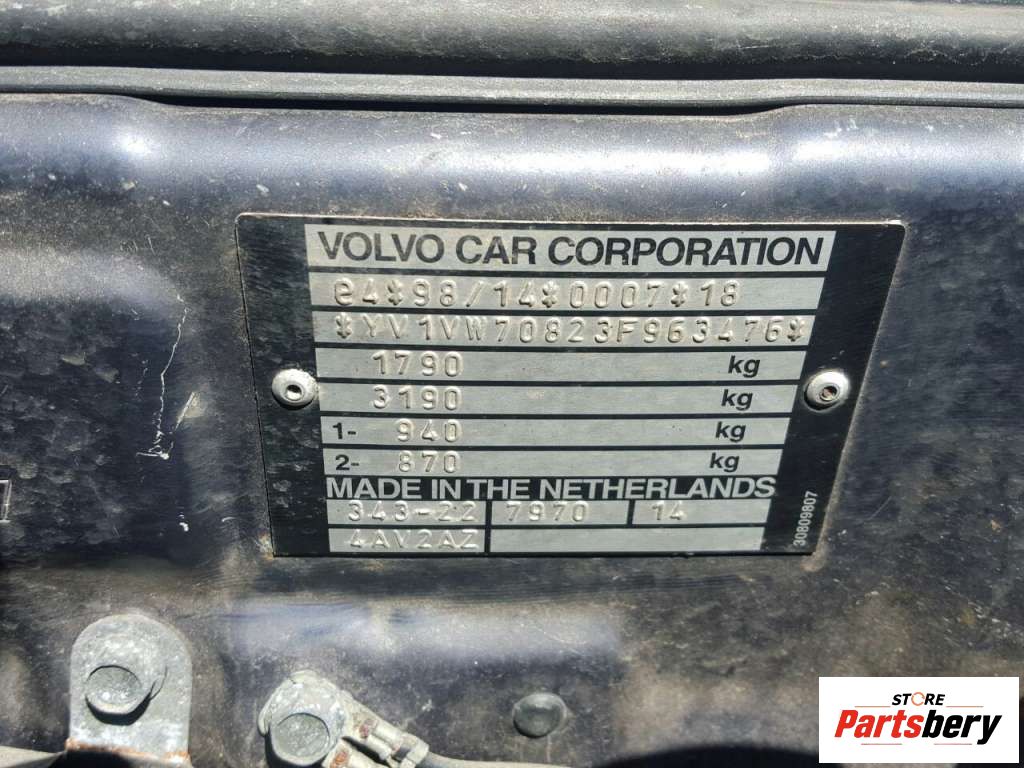 VOLVO CAR CORPORATION
e4*98/14*0007*18
*YV1VW70823F963476*
1790 kg
3190 kg
1- 940 kg
2- 870 kg
MADE IN THE NETHERLANDS
343-22 7970 14
4AV2AZ
30809807
STORE
Partsbery